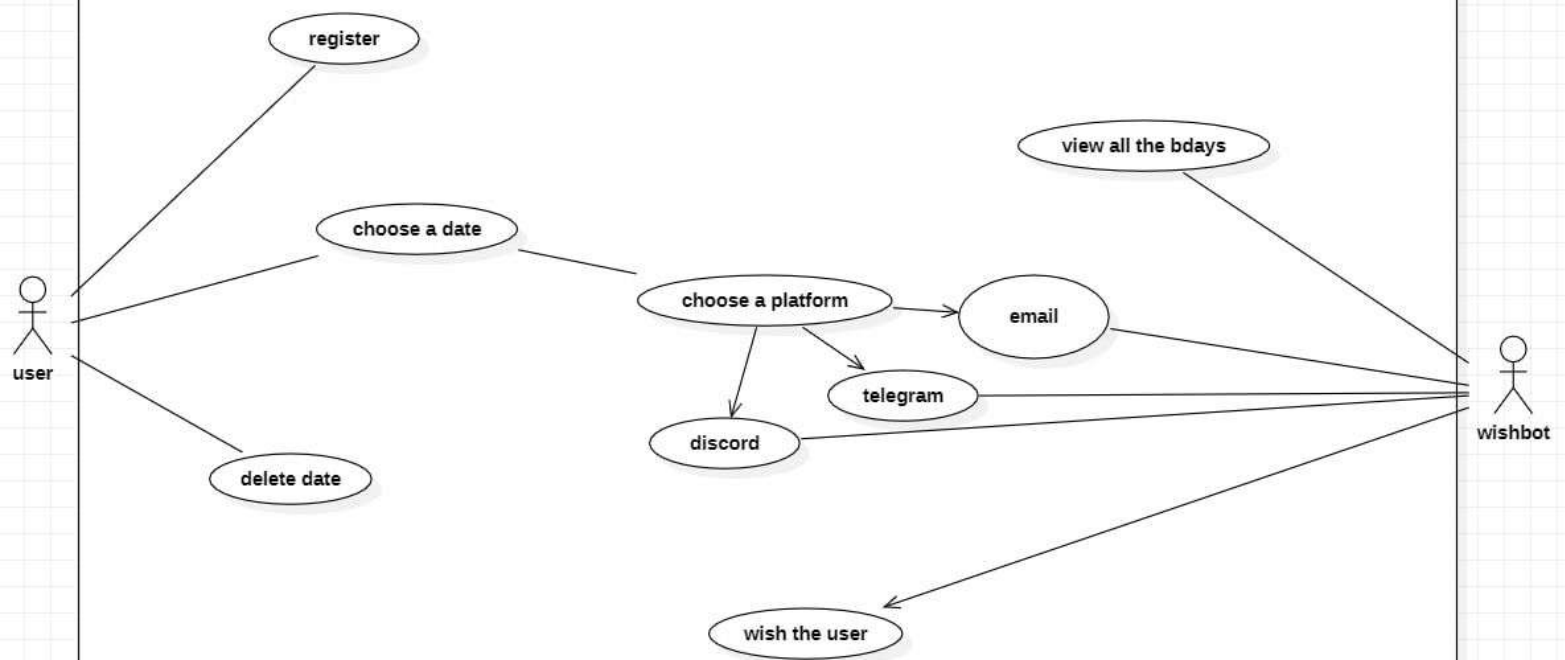 register
view all the bdays
choose a date
choose a platform
email
user
telegram
wishbot
discord
delete date
wish the user